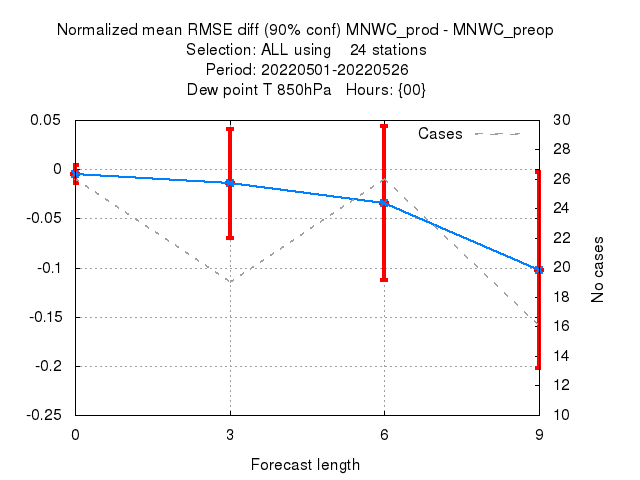 Normalized mean RMSE diff (90% conf) MNWC_prod - MNWC_preop
Selection: ALL using    24 stations
Period: 20220501-20220526
Dew point T 850hPa   Hours: {00}
Cases
0.05
0
-0.05
-0.1
-0.15
-0.2
-0.25
30
28
26
24
22
20
18
16
14
12
10
No cases
0 3 6 9
Forecast length